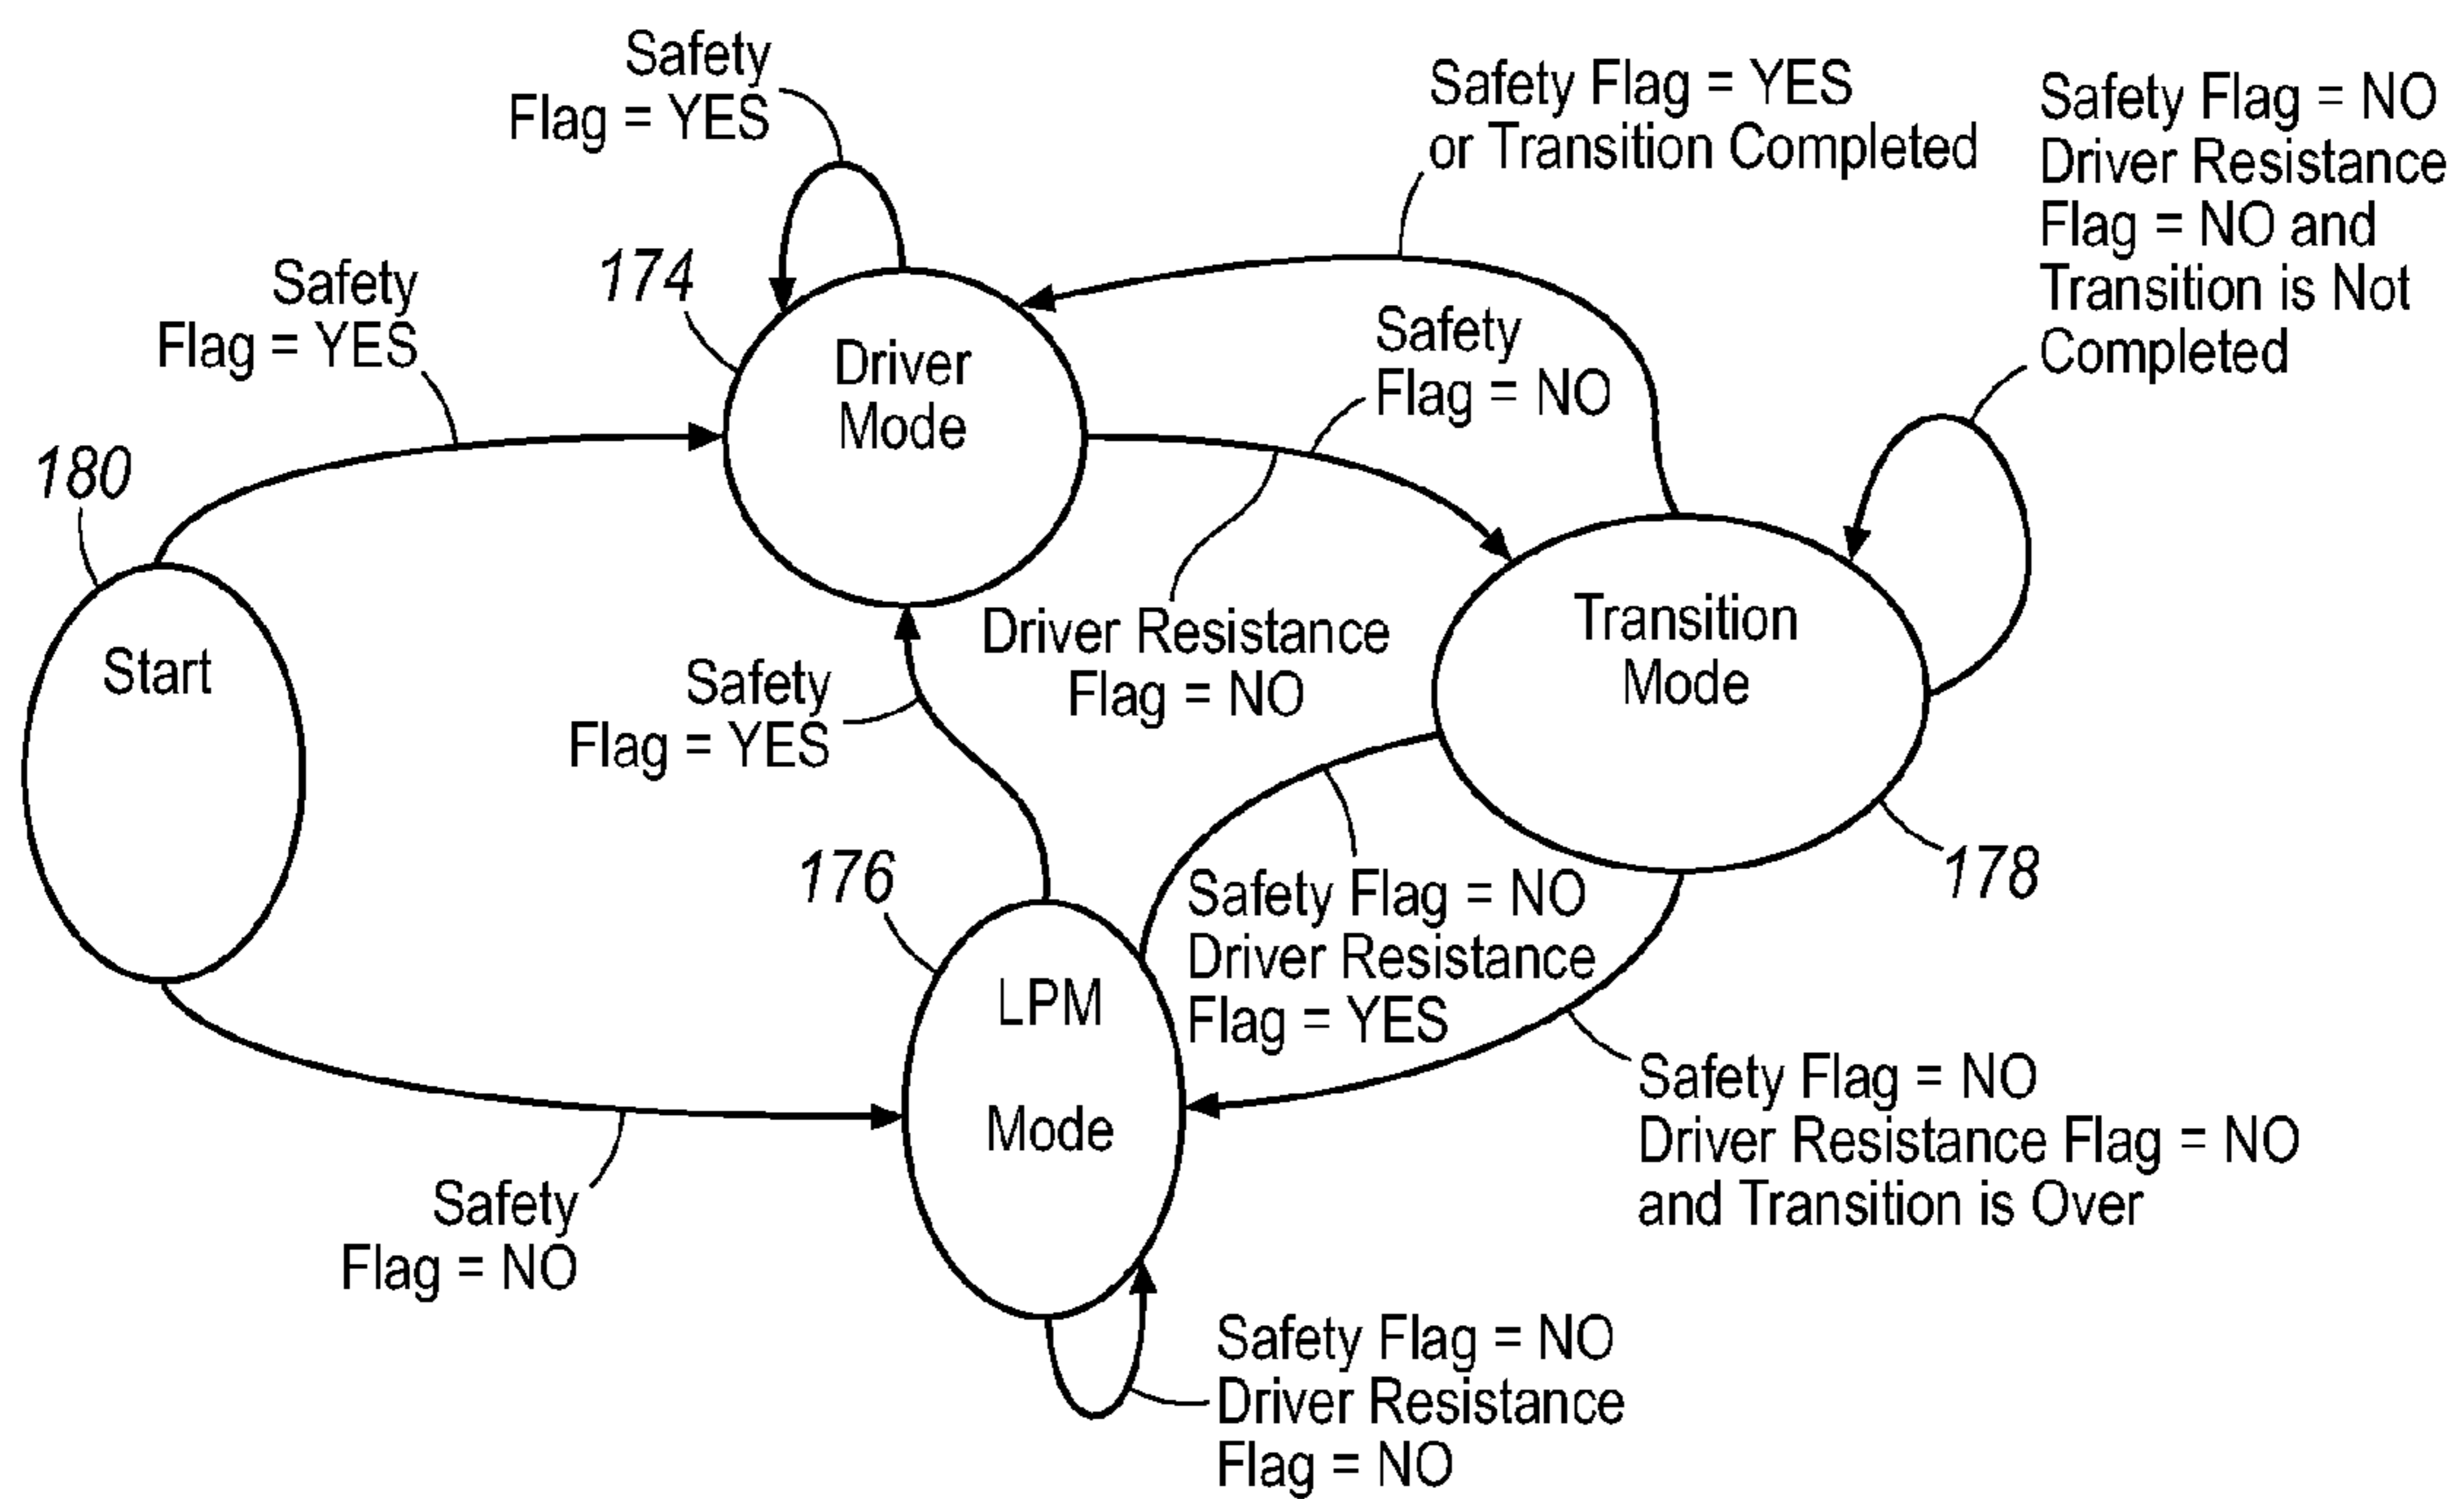 Safety
Flag = YES
Safety Flag = YES
or Transition Completed
Safety Flag = NO
Driver Resistance
Flag = NO and
Transition is Not
Completed
174
Safety
Flag = YES
Safety
Flag = NO
Driver
Mode
180
Driver Resistance
Flag = NO
Transition
Mode
Start
Safety
Flag = YES
176
178
Safety Flag = NO
Driver Resistance
Flag = YES
LPM
Mode
Safety Flag = NO
Driver Resistance Flag = NO
and Transition is Over
Safety
Flag = NO
Safety Flag = NO
Driver Resistance
Flag = NO